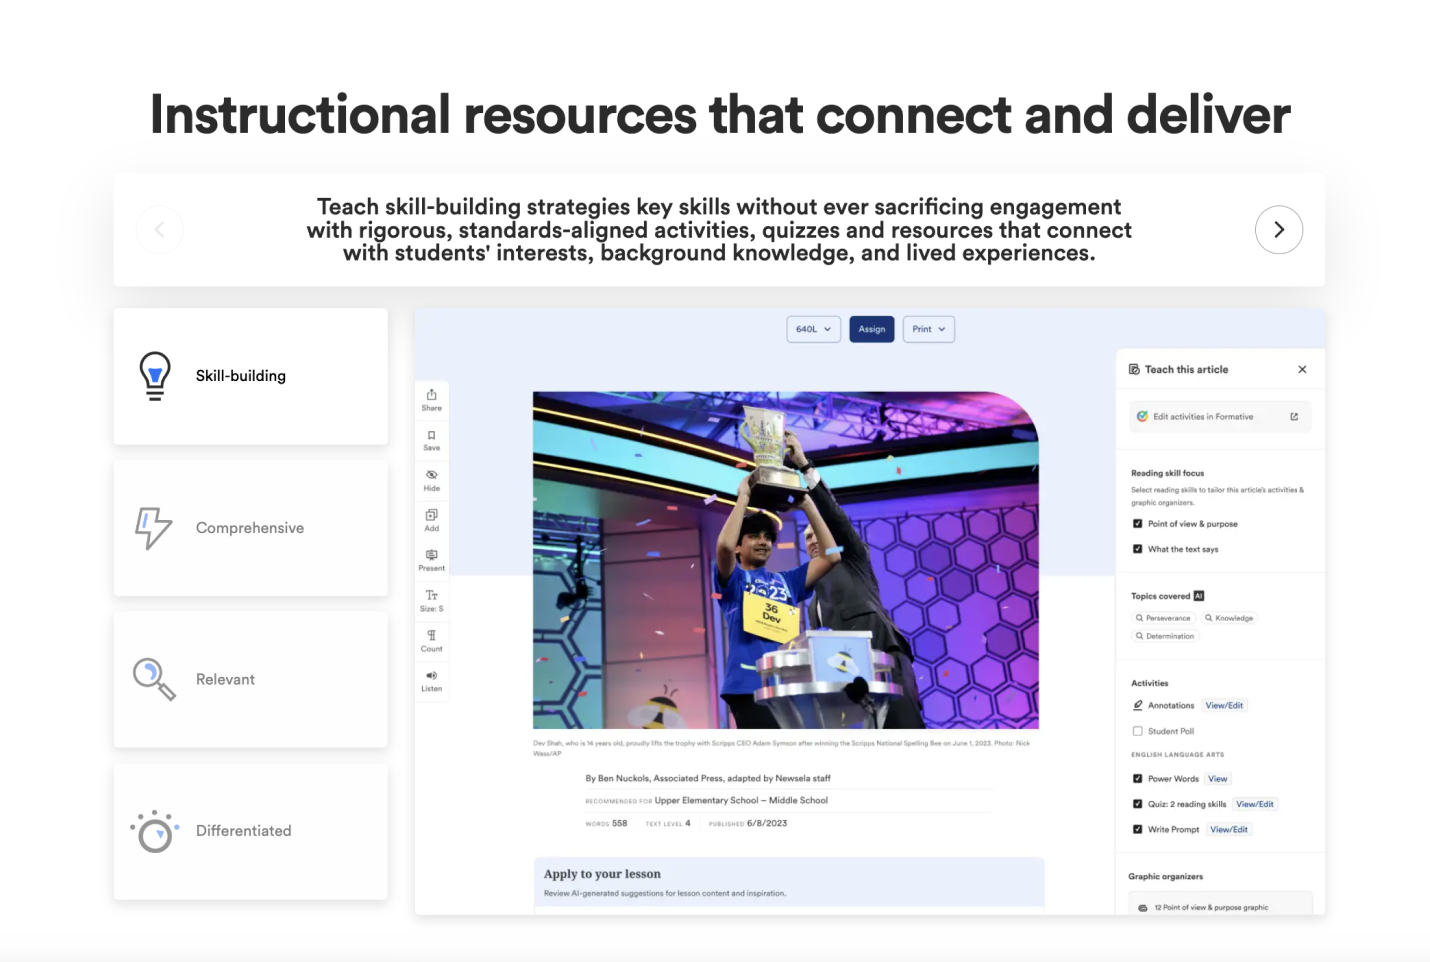 Instructional resources that connect and deliver
Teach skill-building strategies key skills without ever sacrificing engagement
with rigorous, standards-aligned activities, quizzes and resources that connect
with students' interests, background knowledge, and lived experiences.
Skill-building
Comprehensive
Relevant
Differentiated
640L
Assign
Print
Share
Save
Hide
Add
Present
Size: S
Count
Listen
2023
36
Dev
Dev Shah, who is 14 years old, proudly lifts the trophy with Scripps CEO Adam Symson after winning the Scripps National Spelling Bee on June 1, 2023. Photo: Nick
Wass/AP
By Ben Nuckols, Associated Press, adapted by Newsela staff
RECOMMENDED FOR Upper Elementary School – Middle School
WORDS 558 TEXT LEVEL 4 PUBLISHED 6/8/2023
Apply to your lesson
Review AI-generated suggestions for lesson content and inspiration.
Teach this article
Edit activities in Formative
Reading skill focus
Select reading skills to tailor this article's activities &
graphic organizers.
Point of view & purpose
What the text says
Topics covered AI
Perseverance Knowledge
Determination
Activities
Annotations View/Edit
Student Poll
ENGLISH LANGUAGE ARTS
Power Words View
Quiz: 2 reading skills View/Edit
Write Prompt View/Edit
Graphic organizers
12 Point of view & purpose graphic